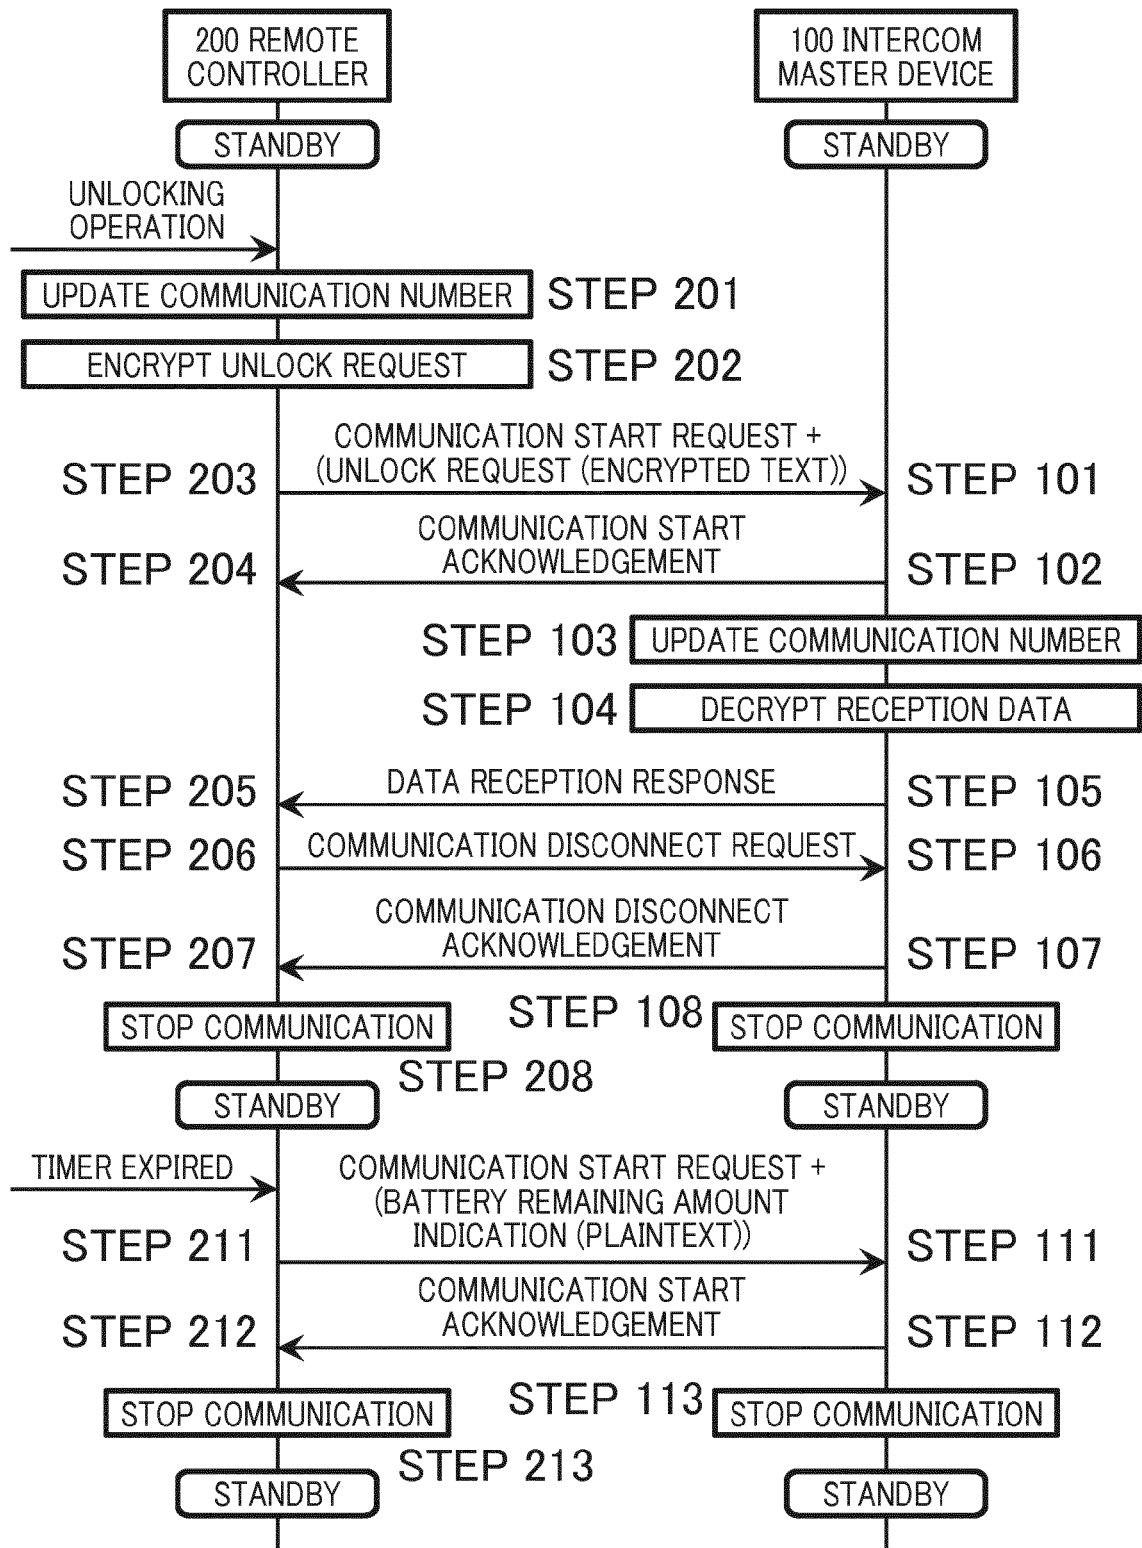 200 REMOTE
CONTROLLER
100 INTERCOM
MASTER DEVICE
STANDBY
STANDBY
UNLOCKING
OPERATION
UPDATE COMMUNICATION NUMBER
STEP 201
ENCRYPT UNLOCK REQUEST
STEP 202
COMMUNICATION START REQUEST +
(UNLOCK REQUEST (ENCRYPTED TEXT))
STEP 203
STEP 101
COMMUNICATION START
ACKNOWLEDGEMENT
STEP 204
STEP 102
STEP 103
UPDATE COMMUNICATION NUMBER
STEP 104
DECRYPT RECEPTION DATA
STEP 205
DATA RECEPTION RESPONSE
STEP 105
STEP 206
COMMUNICATION DISCONNECT REQUEST
STEP 106
COMMUNICATION DISCONNECT
ACKNOWLEDGEMENT
STEP 207
STEP 107
STOP COMMUNICATION
STEP 108
STOP COMMUNICATION
STEP 208
STANDBY
STANDBY
TIMER EXPIRED
COMMUNICATION START REQUEST +
(BATTERY REMAINING AMOUNT
INDICATION (PLAINTEXT))
STEP 211
STEP 111
COMMUNICATION START
ACKNOWLEDGEMENT
STEP 212
STEP 112
STOP COMMUNICATION
STEP 113
STOP COMMUNICATION
STEP 213
STANDBY
STANDBY